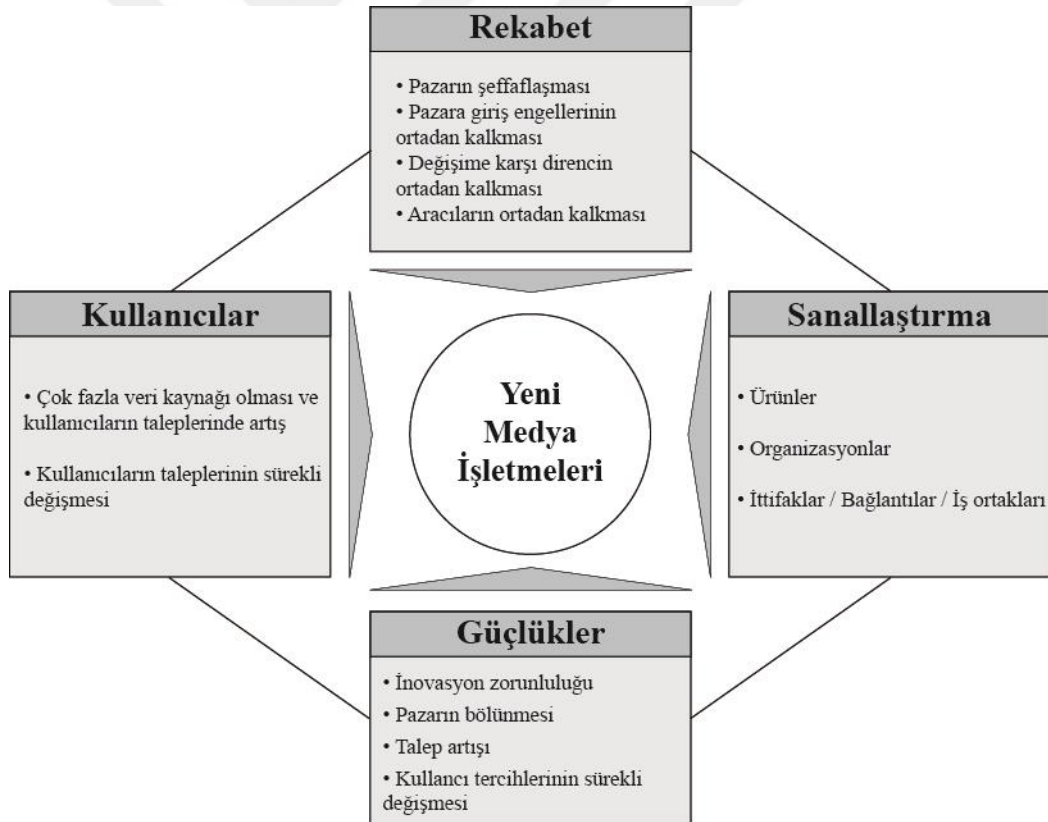 Rekabet
• Pazarın şeffaflaşması
• Pazara giriş engellerinin
ortadan kalkması
• Değişime karşı direncin
ortadan kalkması
• Aracıların ortadan kalkması
Kullanıcılar
• Çok fazla veri kaynağı olması ve
kullanıcıların taleplerinde artış
• Kullanıcıların taleplerinin sürekli
değişmesi
Yeni
Medya
İşletmeleri
Sanallaştırma
• Ürünler
• Organizasyonlar
• İttifaklar / Bağlantılar / İş ortakları
Güçlükler
• İnovasyon zorunluluğu
• Pazarın bölünmesi
• Talep artışı
• Kullancı tercihlerinin sürekli
değişmesi